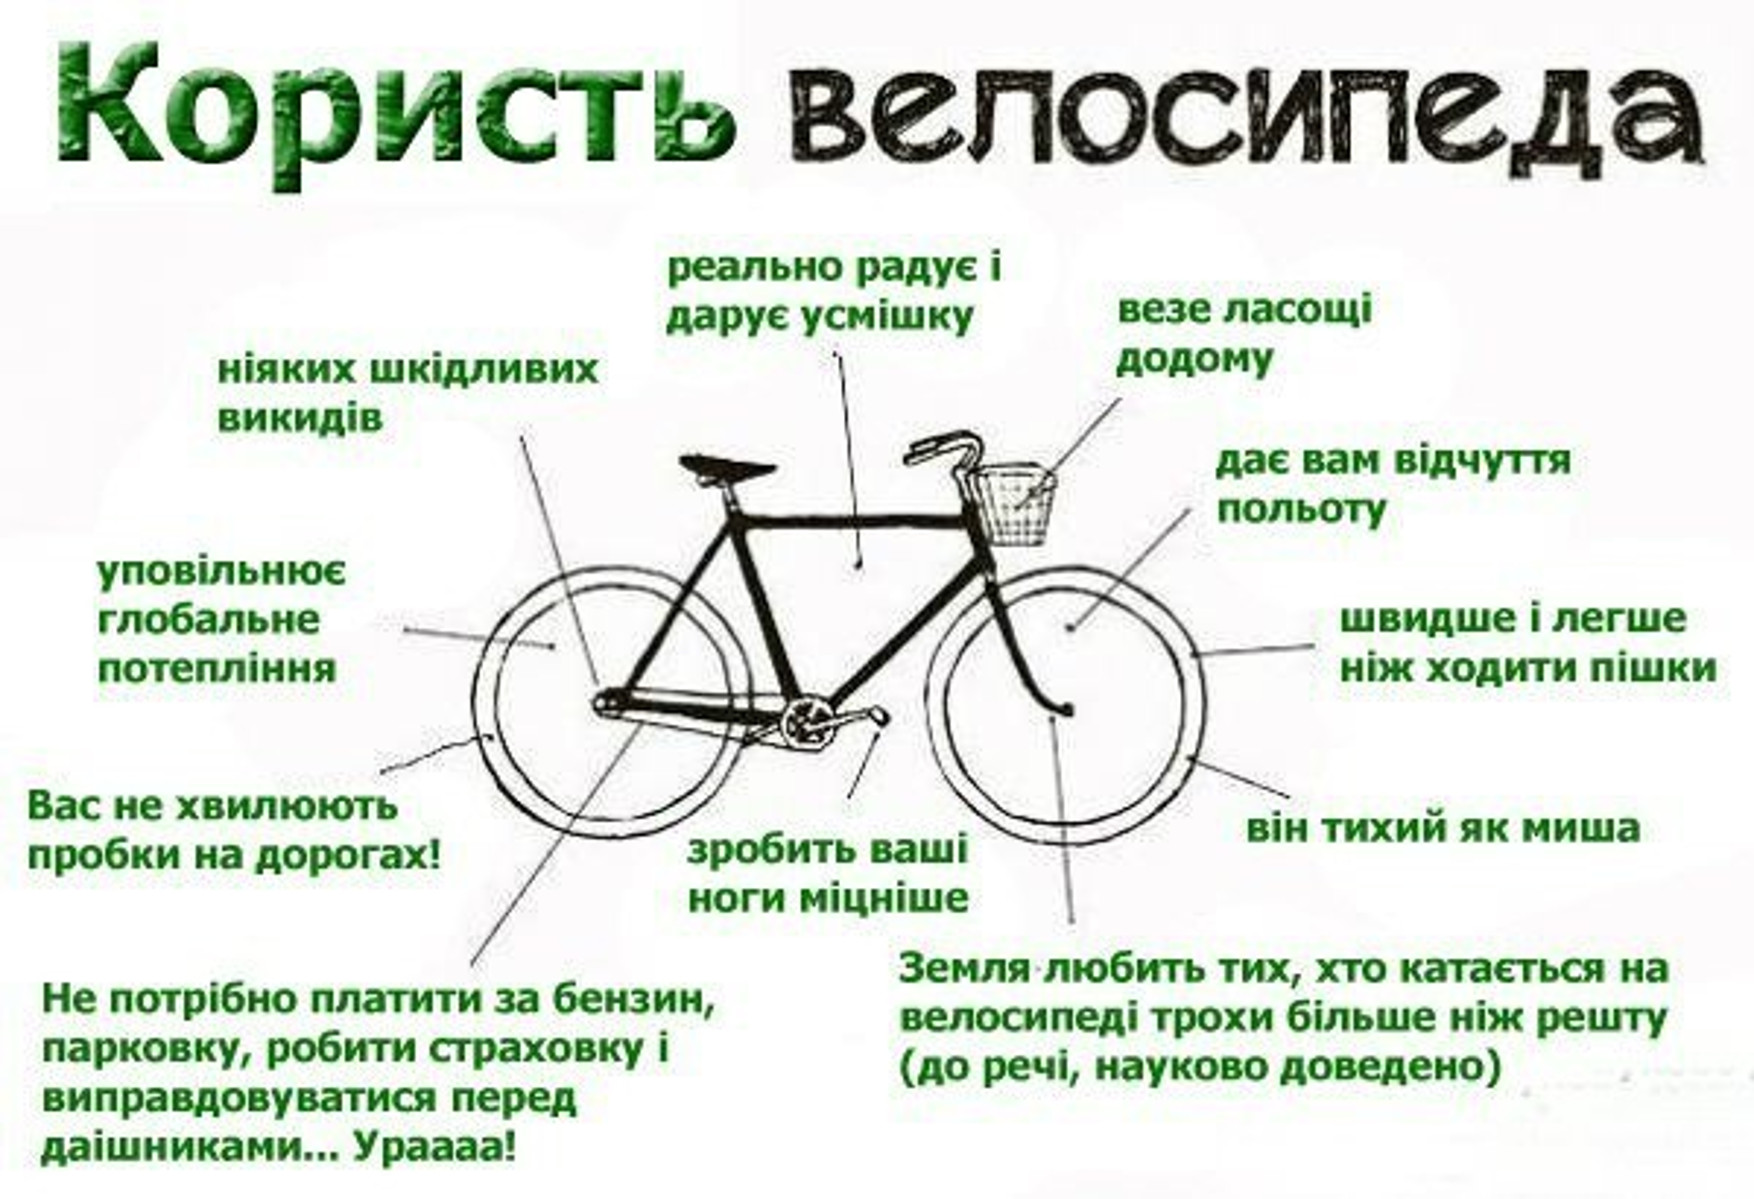 Користь велосипеда
реально радує і
дарує усмішку
везе ласощі
додому
ніяких шкідливих
викидів
дає вам відчуття
польоту
уповільнює
глобальне
потепління
швидше і легше
ніж ходити пішки
Вас не хвилюють
пробки на дорогах!
зробить ваші
ноги міцніше
він тихий як миша
Не потрібно платити за бензин,
парковку, робити страховку і
виправдовуватися перед
даішниками... Ураааа!
Земля любить тих, хто катається на
велосипеді трохи більше ніж решту
(до речі, науково доведено)